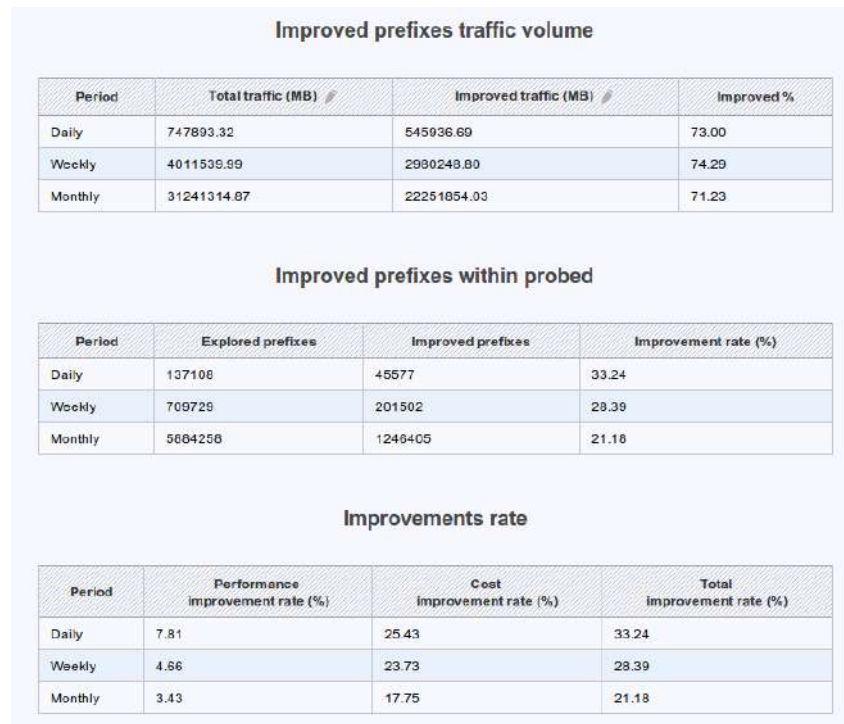 Improved prefixes traffic volume
Period Total traffic (MB) Improved traffic (MB) Improved %
Daily 747893.32 545936.69 73.00
Weekly 4011539.99 2980248.80 74.29
Monthly 31241314.87 22251854.03 71.23
Improved prefixes within probed
Period Explored prefixes Improved prefixes Improvement rate (%)
Daily 137108 45577 33.24
Weekly 709729 201502 28.39
Monthly 5884258 1246405 21.18
Improvements rate
Period Performance improvement rate (%) Cost improvement rate (%) Total improvement rate (%)
Daily 7.81 25.43 33.24
Weekly 4.66 23.73 28.39
Monthly 3.43 17.75 21.18